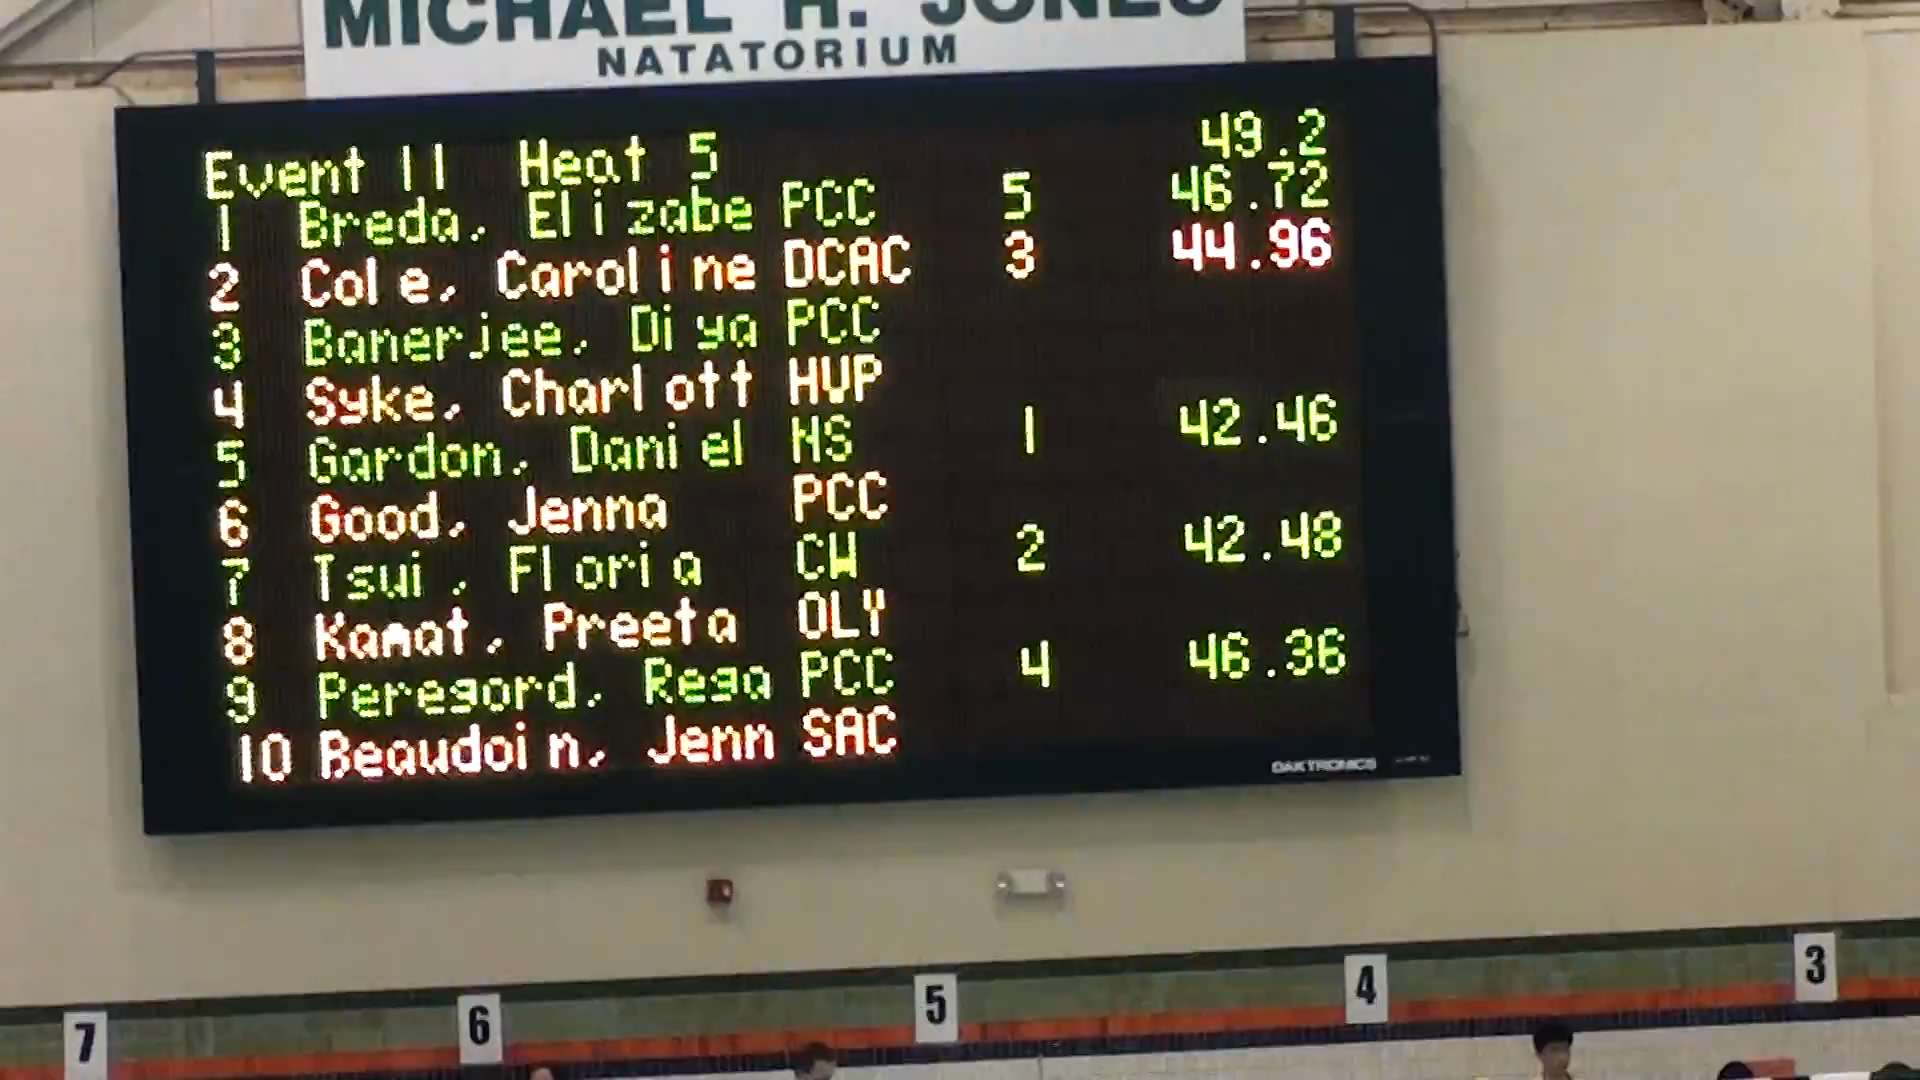 MICHAEL H. JONES
NATATORIUM
Event 11 Heat 5 49.2
1 Breda, Elizabe PCC 5 46.72
2 Cole, Caroline DCAC 3 44.96
3 Banerjee, Diya PCC
4 Syke, Charlott HVP
5 Gardon, Daniel NS 1 42.46
6 Good, Jenna PCC
7 Tsui, Floria CW 2 42.48
8 Kamat, Preeta OLY
9 Peregord, Rega PCC 4 46.36
10 Beaudoin, Jenn SAC
DAKTRONICS
7 6 5 4 3